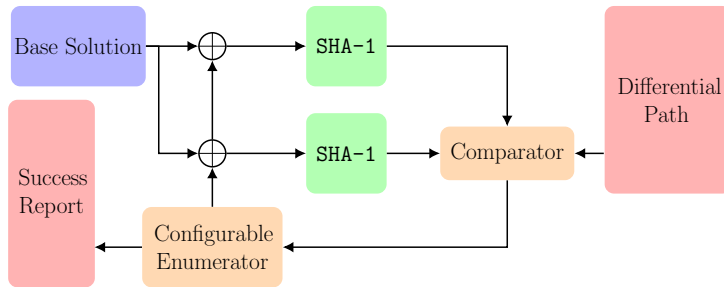 Base Solution
SHA-1
Differential
Path
SHA-1
Comparator
Success
Report
Configurable
Enumerator